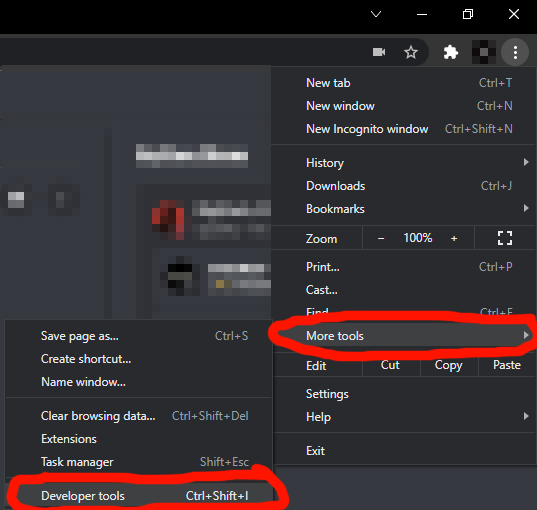 New tab Ctrl+T
New window Ctrl+N
New Incognito window Ctrl+Shift+N
History
Downloads Ctrl+J
Bookmarks
Zoom − 100% +
Print... Ctrl+P
Cast...
Find... Ctrl+F
More tools
Edit Cut Copy Paste
Settings
Help
Exit
Save page as... Ctrl+S
Create shortcut...
Name window...
Clear browsing data... Ctrl+Shift+Del
Extensions
Task manager Shift+Esc
Developer tools Ctrl+Shift+I